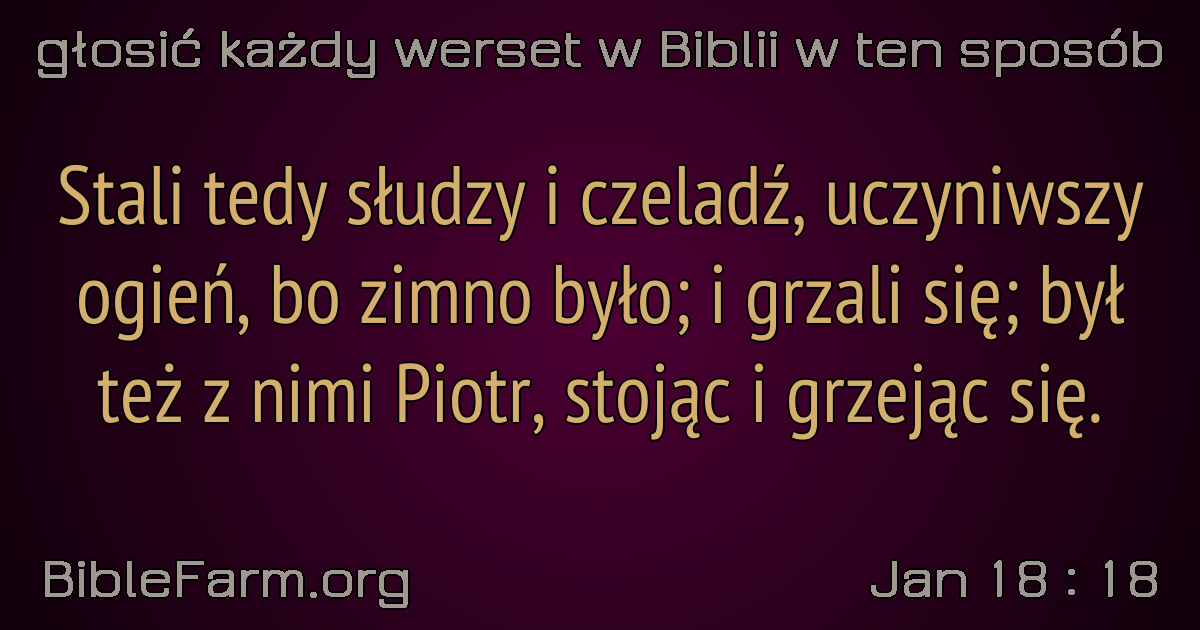 głosić każdy werset w Biblii w ten sposób
Stali tedy słudzy i czeladź, uczyniwszy
ogień, bo zimno było; i grzali się; był
też z nimi Piotr, stojąc i grzejąc się.
BibleFarm.org
Jan 18 : 18